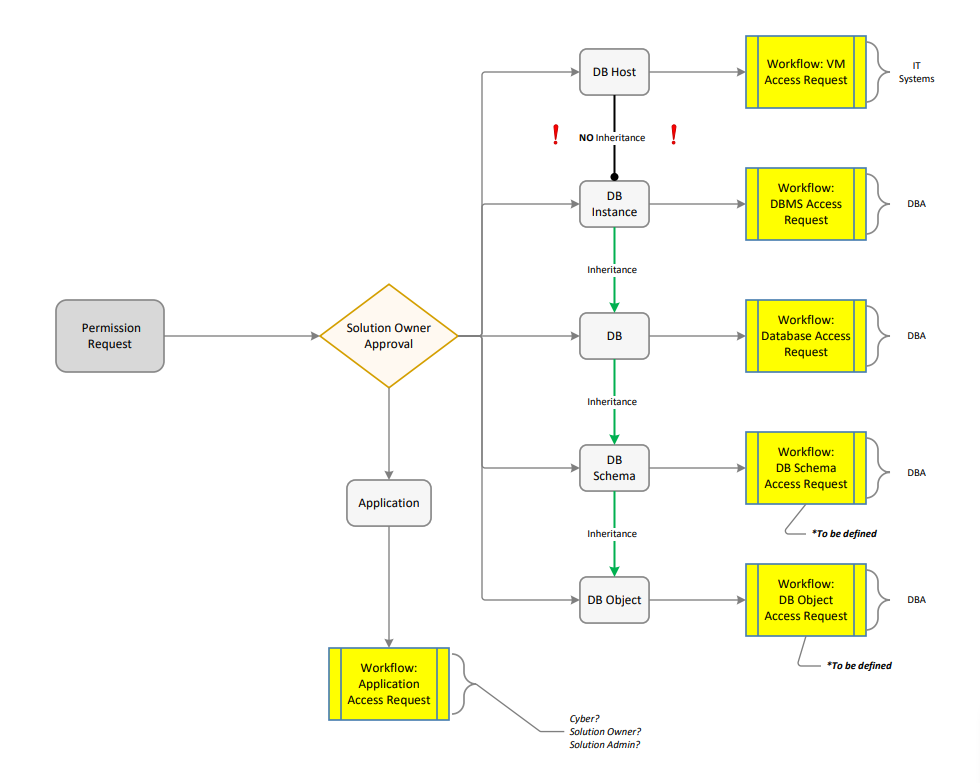 DB Host
Workflow: VM
Access Request
IT
Systems
! NO Inheritance !
DB
Instance
Workflow:
DBMS Access
Request
DBA
Inheritance
Permission
Request
Solution Owner
Approval
DB
Workflow:
Database Access
Request
DBA
Inheritance
DB
Schema
Workflow:
DB Schema
Access Request
DBA
*To be defined
Application
Inheritance
DB Object
Workflow:
DB Object
Access Request
DBA
*To be defined
Workflow:
Application
Access Request
Cyber?
Solution Owner?
Solution Admin?